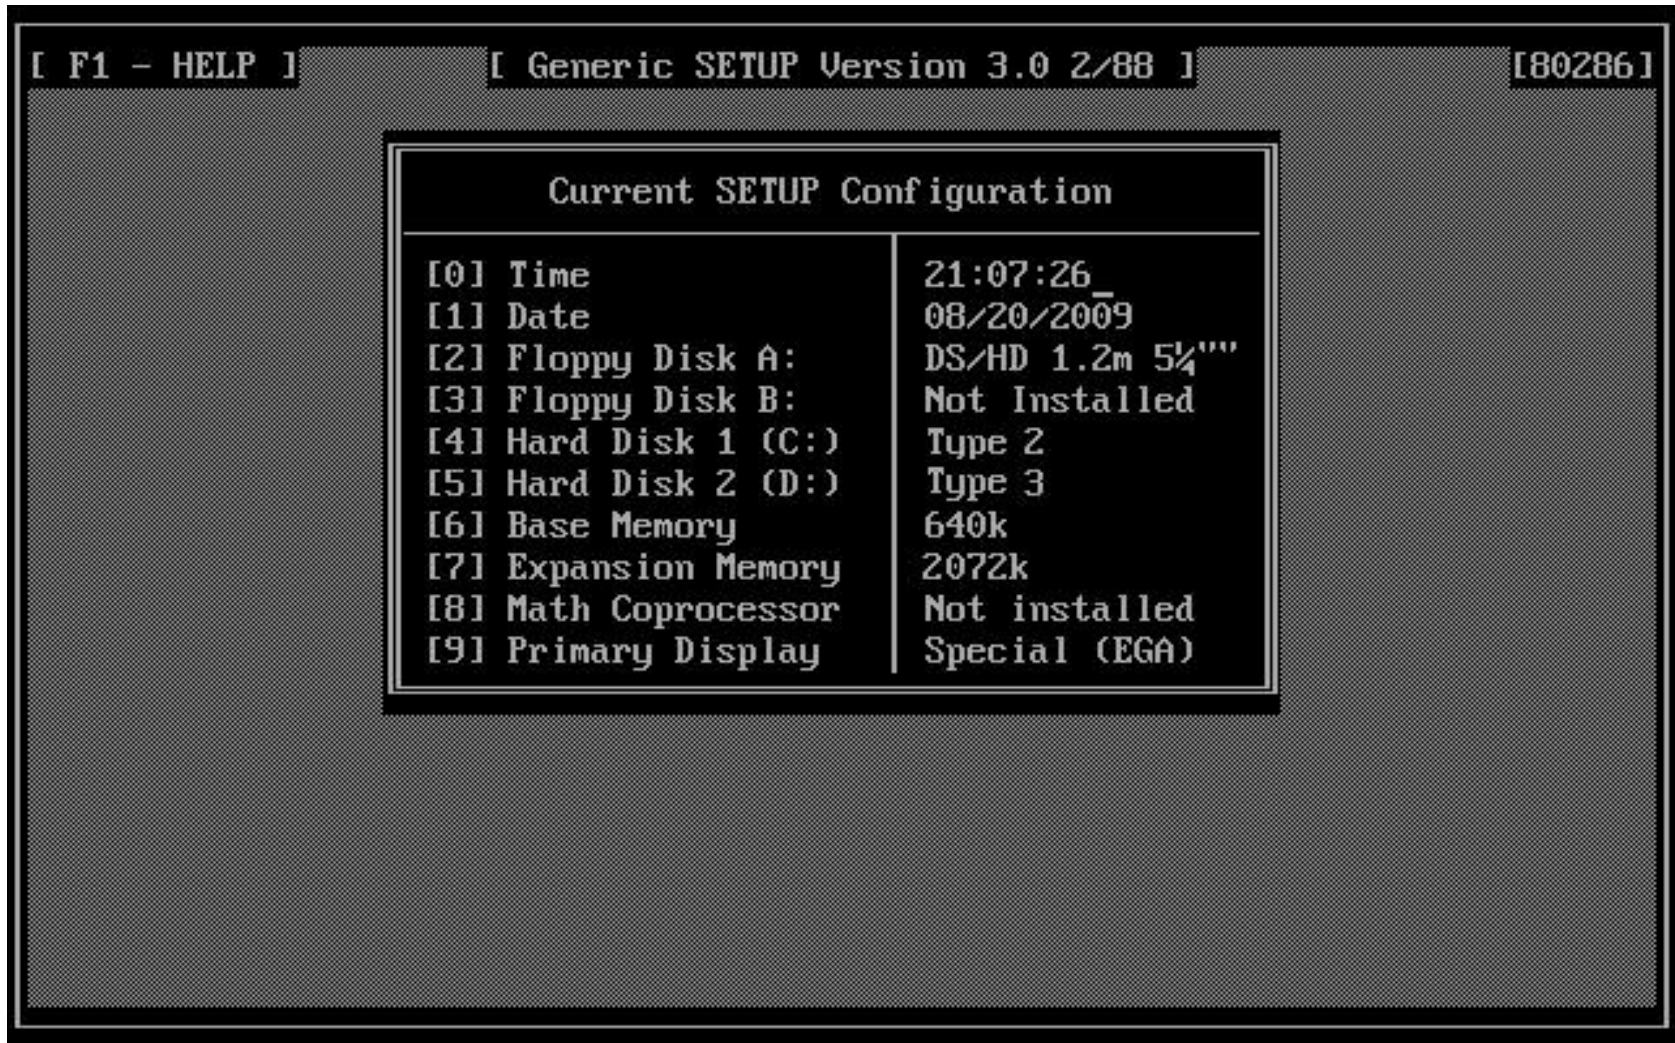 [ F1 - HELP ] [ Generic SETUP Version 3.0 2/88 ] [80286]
Current SETUP Configuration
[0] Time 21:07:26_
[1] Date 08/20/2009
[2] Floppy Disk A: DS/HD 1.2m 5¼""
[3] Floppy Disk B: Not Installed
[4] Hard Disk 1 (C:) Type 2
[5] Hard Disk 2 (D:) Type 3
[6] Base Memory 640k
[7] Expansion Memory 2072k
[8] Math Coprocessor Not installed
[9] Primary Display Special (EGA)